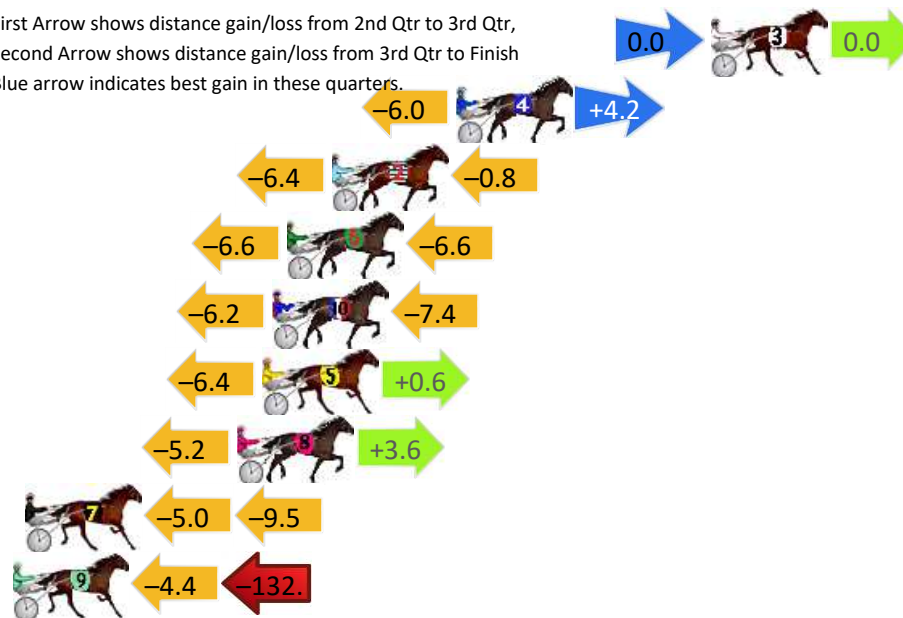 irst Arrow shows distance gain/loss from 2nd Qtr to 3rd Qtr,
econd Arrow shows distance gain/loss from 3rd Qtr to Finish
Blue arrow indicates best gain in these quarters.
0.0 3 0.0
–6.0 4 +4.2
–6.4 2 –0.8
–6.6 –6.6
–6.2 10 –7.4
–6.4 5 +0.6
–5.2 8 +3.6
7 –5.0 –9.5
9 –4.4 –132.